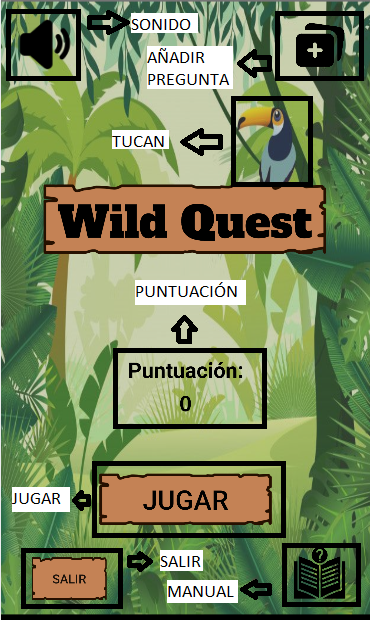 SONIDO
AÑADIR
PREGUNTA
TUCAN
Wild Quest
PUNTUACIÓN
Puntuación:
0
JUGAR
JUGAR
SALIR
SALIR
MANUAL
?